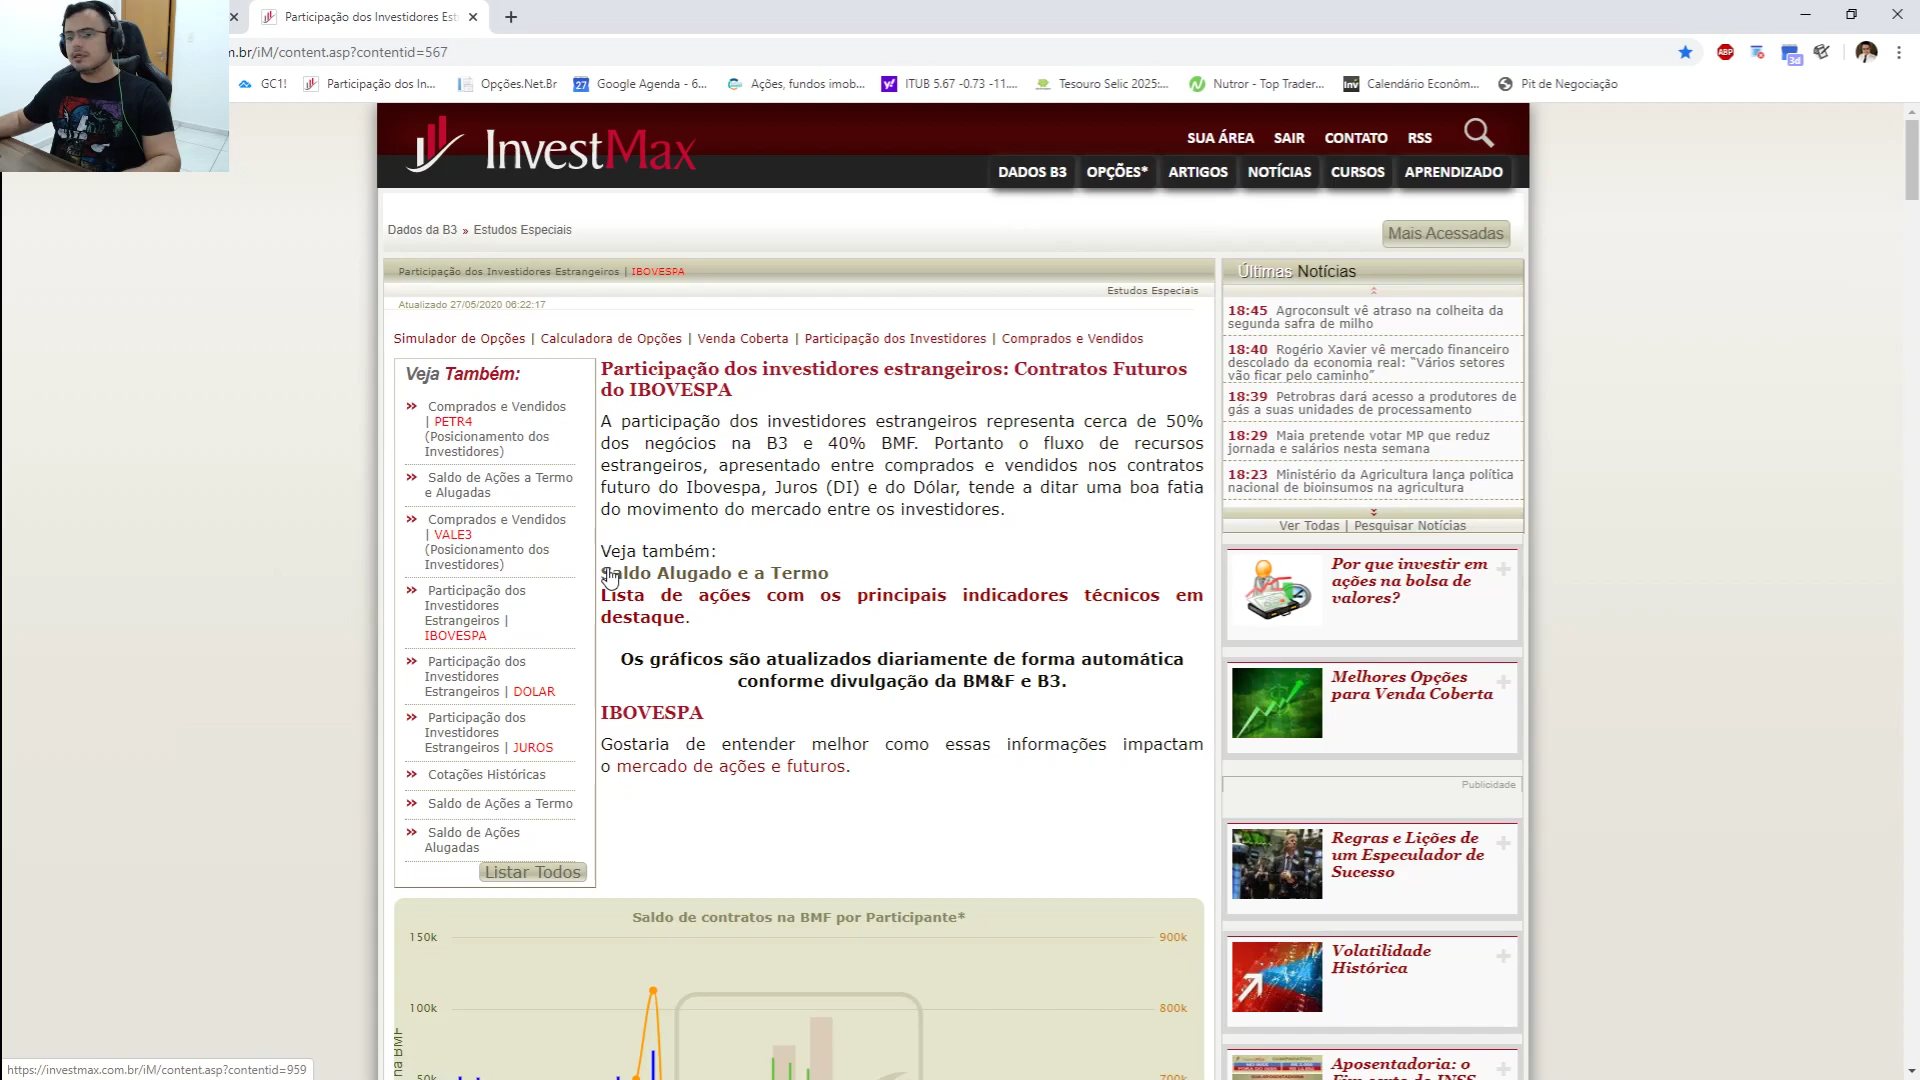 Participação dos Investidores Est
m.br/iM/content.asp?contentid=567
GC1!
Participação dos In...
Opções.Net.Br
27
Google Agenda - 6...
Ações, fundos imob...
ITUB 5.67 -0.73 -11....
Tesouro Selic 2025:...
Nutror - Top Trader...
Inv
Calendário Econôm...
Pit de Negociação
ABP
3d
InvestMax
SUA ÁREA SAIR CONTATO RSS
DADOS B3 OPÇÕES* ARTIGOS NOTÍCIAS CURSOS APRENDIZADO
Dados da B3 » Estudos Especiais
Mais Acessadas
Participação dos Investidores Estrangeiros | IBOVESPA
Estudos Especiais
Atualizado 27/05/2020 06:22:17
Simulador de Opções | Calculadora de Opções | Venda Coberta | Participação dos Investidores | Comprados e Vendidos
Veja Também:
» Comprados e Vendidos
| PETR4
(Posicionamento dos
Investidores)
» Saldo de Ações a Termo
e Alugadas
» Comprados e Vendidos
| VALE3
(Posicionamento dos
Investidores)
» Participação dos
Investidores
Estrangeiros |
IBOVESPA
» Participação dos
Investidores
Estrangeiros | DOLAR
» Participação dos
Investidores
Estrangeiros | JUROS
» Cotações Históricas
» Saldo de Ações a Termo
» Saldo de Ações
Alugadas
Listar Todos
Participação dos investidores estrangeiros: Contratos Futuros
do IBOVESPA
A participação dos investidores estrangeiros representa cerca de 50%
dos negócios na B3 e 40% BMF. Portanto o fluxo de recursos
estrangeiros, apresentado entre comprados e vendidos nos contratos
futuro do Ibovespa, Juros (DI) e do Dólar, tende a ditar uma boa fatia
do movimento do mercado entre os investidores.
Veja também:
Saldo Alugado e a Termo
Lista de ações com os principais indicadores técnicos em
destaque.
Os gráficos são atualizados diariamente de forma automática
conforme divulgação da BM&F e B3.
IBOVESPA
Gostaria de entender melhor como essas informações impactam
o mercado de ações e futuros.
Saldo de contratos na BMF por Participante*
150k
900k
100k
800k
50k
700k
na BMF
Últimas Notícias
18:45 Agroconsult vê atraso na colheita da
segunda safra de milho
18:40 Rogério Xavier vê mercado financeiro
descolado da economia real: “Vários setores
vão ficar pelo caminho”
18:39 Petrobras dará acesso a produtores de
gás a suas unidades de processamento
18:29 Maia pretende votar MP que reduz
jornada e salários nesta semana
18:23 Ministério da Agricultura lança política
nacional de bioinsumos na agricultura
Ver Todas | Pesquisar Notícias
Por que investir em
ações na bolsa de
valores?
Melhores Opções
para Venda Coberta
Publicidade
Regras e Lições de
um Especulador de
Sucesso
Volatilidade
Histórica
Aposentadoria: o
https://investmax.com.br/iM/content.asp?contentid=959